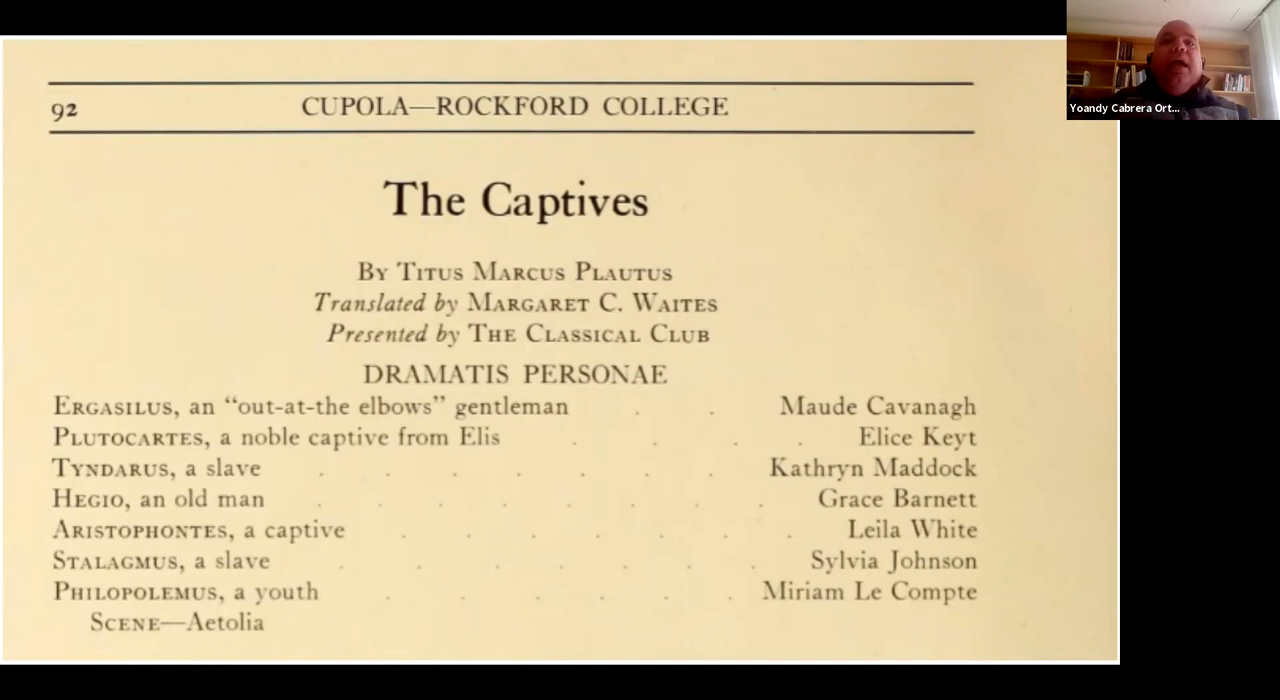 92 CUPOLA—ROCKFORD COLLEGE
The Captives
By Titus Marcus Plautus
Translated by Margaret C. Waites
Presented by The Classical Club
DRAMATIS PERSONAE
Ergasilus, an “out-at-the elbows” gentleman . . Maude Cavanagh
Plutocartes, a noble captive from Elis . . . . Elice Keyt
Tyndarus, a slave . . . . . . . Kathryn Maddock
Hegio, an old man . . . . . . . . Grace Barnett
Aristophontes, a captive . . . . . . . Leila White
Stalagmus, a slave . . . . . . . Sylvia Johnson
Philopolemus, a youth . . . . . . Miriam Le Compte
Scene—Aetolia
Yoandy Cabrera Ort...